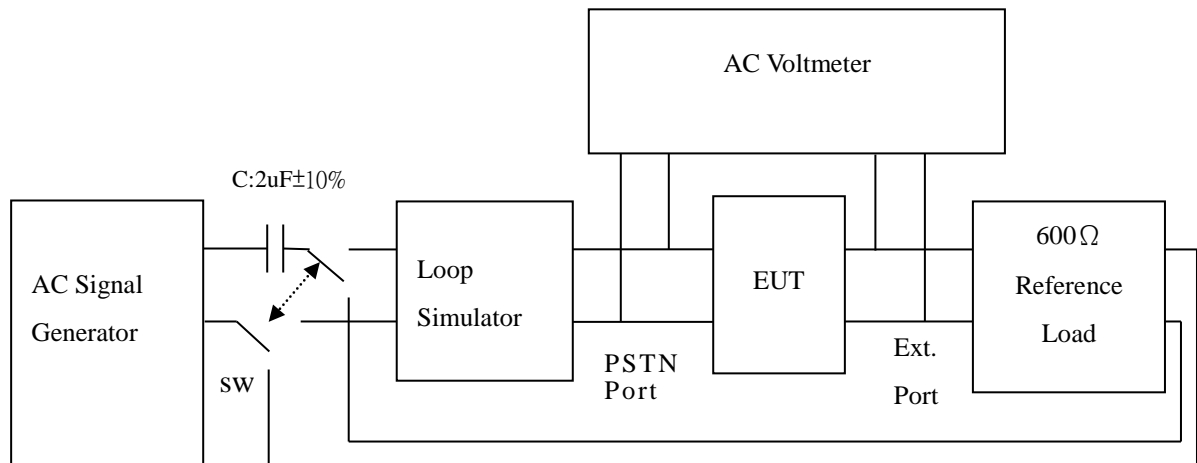 AC Voltmeter
C:2uF±10%
AC Signal
Generator
SW
Loop
Simulator
PSTN
Port
EUT
Ext.
Port
600Ω
Reference
Load